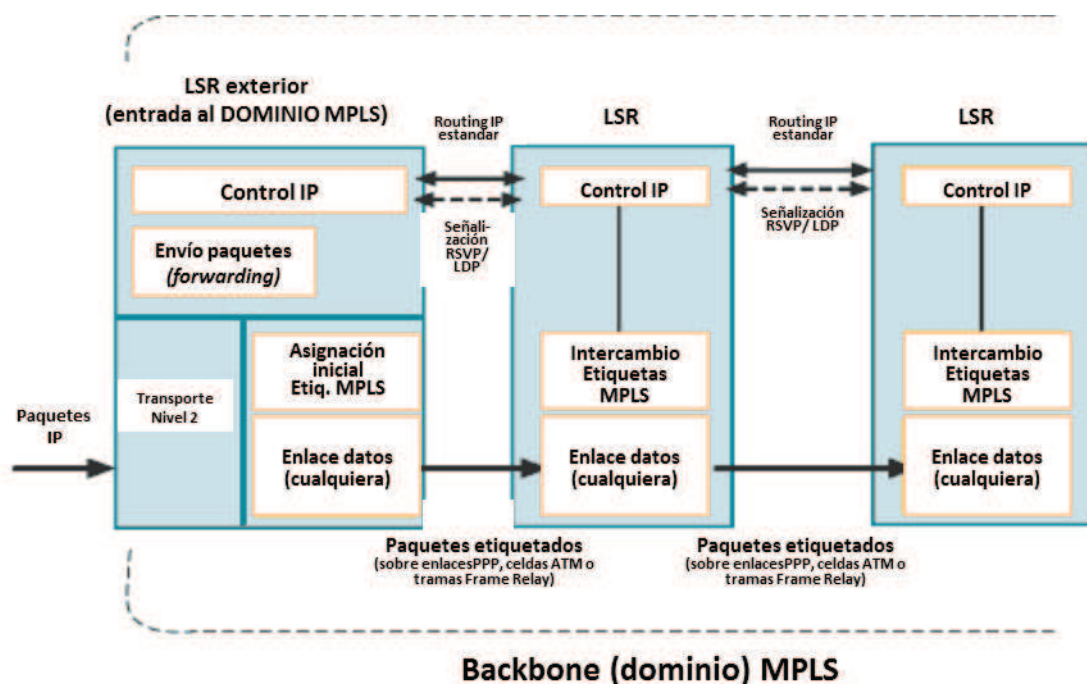 LSR exterior
(entrada al DOMINIO MPLS)
Routing IP
estandar
LSR
Routing IP
estandar
LSR
Control IP
Control IP
Control IP
Señali-
zación
RSVP/
LDP
Señalización
RSVP/ LDP
Envío paquetes
(forwarding)
Asignación
inicial
Etiq. MPLS
Intercambio
Etiquetas
MPLS
Intercambio
Etiquetas
MPLS
Transporte
Nivel 2
Paquetes
IP
Enlace datos
(cualquiera)
Enlace datos
(cualquiera)
Enlace datos
(cualquiera)
Paquetes etiquetados
(sobre enlacesPPP, celdas ATM o
tramas Frame Relay)
Paquetes etiquetados
(sobre enlacesPPP, celdas ATM o
tramas Frame Relay)
Backbone (dominio) MPLS